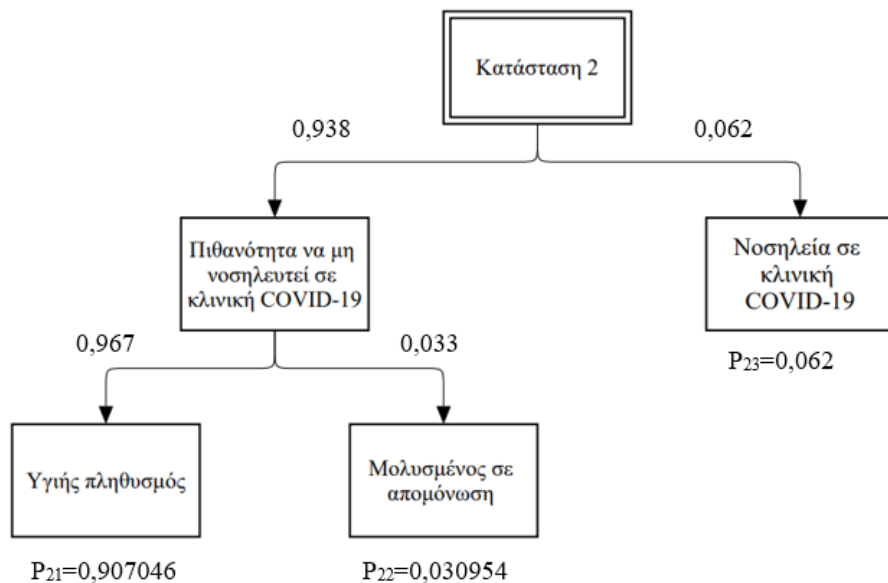 Κατάσταση 2
0,938
0,062
Πιθανότητα να μη
νοσηλευτεί σε
κλινική COVID-19
Νοσηλεία σε
κλινική
COVID-19
0,967
0,033
P₂₃=0,062
Υγιής πληθυσμός
Μολυσμένος σε
απομόνωση
P₂₁=0,907046
P₂₂=0,030954